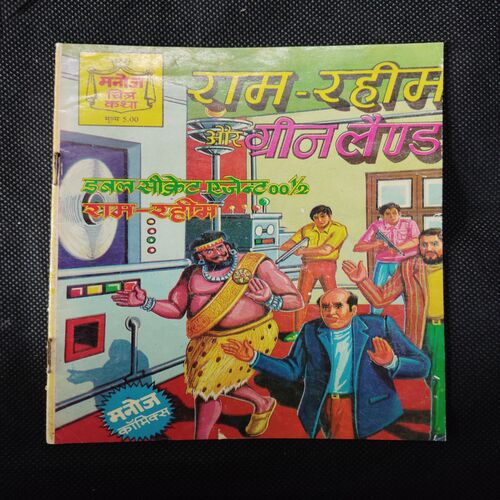 मनोज
चित्र
कथा
मूल्य 5.00
राम-रहीम
और ग्रीनलैण्ड
डबल सीक्रेट एजेन्ट 00½
राम-रहीम
मनोज
कॉमिक्स